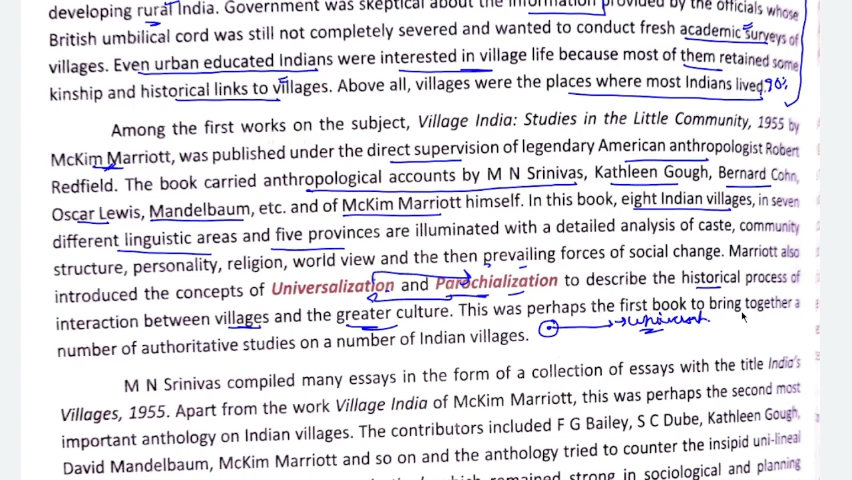 developing rural India. Government was skeptical about the information provided by the officials whose
British umbilical cord was still not completely severed and wanted to conduct fresh academic surveys of
villages. Even urban educated Indians were interested in village life because most of them retained some
kinship and historical links to villages. Above all, villages were the places where most Indians lived. 90%
Among the first works on the subject, Village India: Studies in the Little Community, 1955 by
McKim Marriott, was published under the direct supervision of legendary American anthropologist Robert
Redfield. The book carried anthropological accounts by M N Srinivas, Kathleen Gough, Bernard Cohn,
Oscar Lewis, Mandelbaum, etc. and of McKim Marriott himself. In this book, eight Indian villages, in seven
different linguistic areas and five provinces are illuminated with a detailed analysis of caste, community
structure, personality, religion, world view and the then prevailing forces of social change. Marriott also
introduced the concepts of Universalization and Parochialization to describe the historical process of
interaction between villages and the greater culture. This was perhaps the first book to bring together a
number of authoritative studies on a number of Indian villages.
M N Srinivas compiled many essays in the form of a collection of essays with the title India's
Villages, 1955. Apart from the work Village India of McKim Marriott, this was perhaps the second most
important anthology on Indian villages. The contributors included F G Bailey, S C Dube, Kathleen Gough,
David Mandelbaum, McKim Marriott and so on and the anthology tried to counter the insipid uni-lineal
which remained strong in sociological and planning